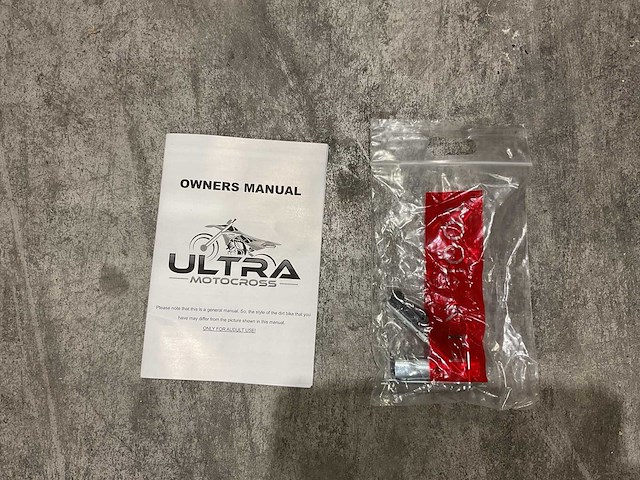 OWNERS MANUAL
ULTRA
MOTOCROSS
Please note that this is a general manual. So, the style of the dirt bike that you
have may differ from the picture shown in this manual.
ONLY FOR AUDULT USE!